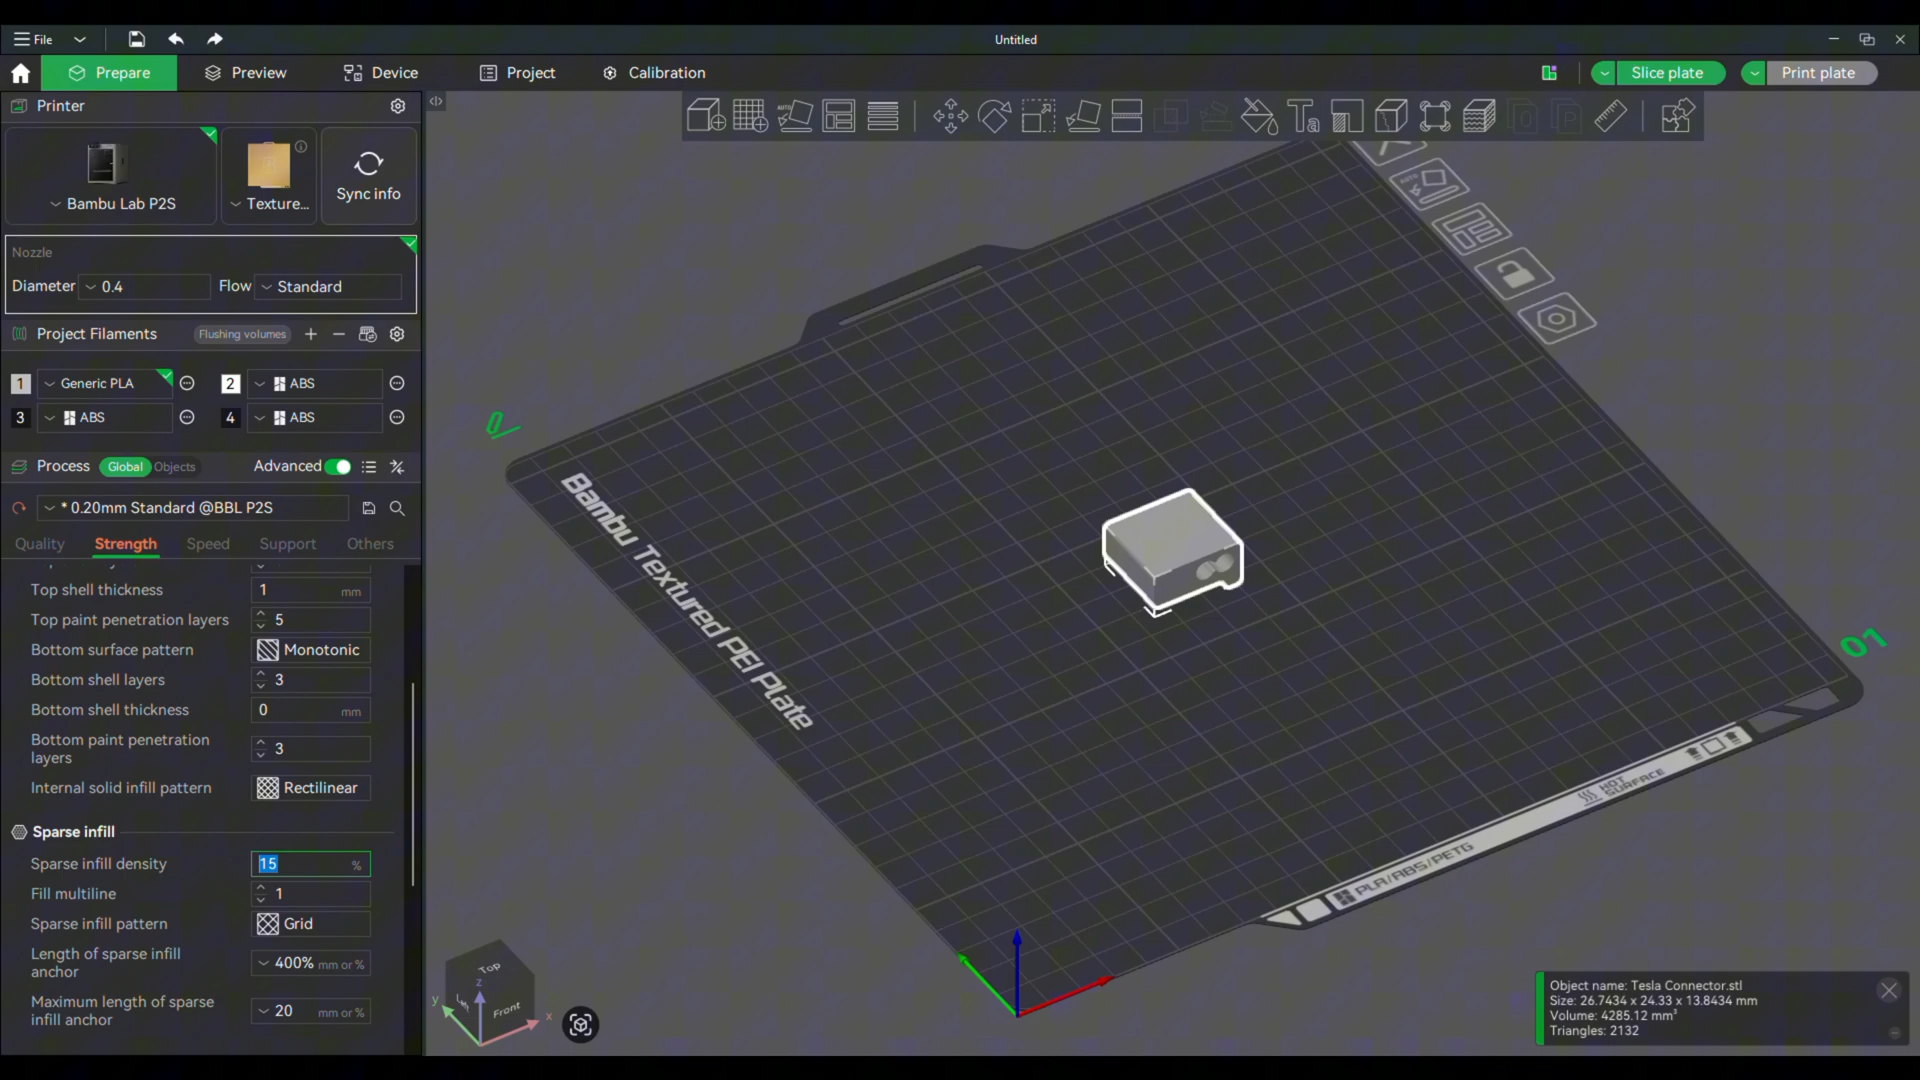 File
Untitled
Prepare
Preview
Device
Project
Calibration
Slice plate
Print plate
Printer
Bambu Lab P2S
Texture...
Sync info
Nozzle
Diameter
0.4
Flow
Standard
Project Filaments
Flushing volumes
1
Generic PLA
2
ABS
3
ABS
4
ABS
Process
Global
Objects
Advanced
* 0.20mm Standard @BBL P2S
Quality
Strength
Speed
Support
Others
Top shell thickness
1
mm
Top paint penetration layers
5
Bottom surface pattern
Monotonic
Bottom shell layers
3
Bottom shell thickness
0
mm
Bottom paint penetration
layers
3
Internal solid infill pattern
Rectilinear
Sparse infill
Sparse infill density
15
%
Fill multiline
1
Sparse infill pattern
Grid
Length of sparse infill
anchor
400%
mm or %
Maximum length of sparse
infill anchor
20
mm or %
AUTO
AUTO
Bambu Textured PEI Plate
01
HOT
SURFACE
PLA/ABS/PETG
Top
Front
z
y
x
Object name: Tesla Connector.stl
Size: 26.7434 x 24.33 x 13.8434 mm
Volume: 4285.12 mm³
Triangles: 2132